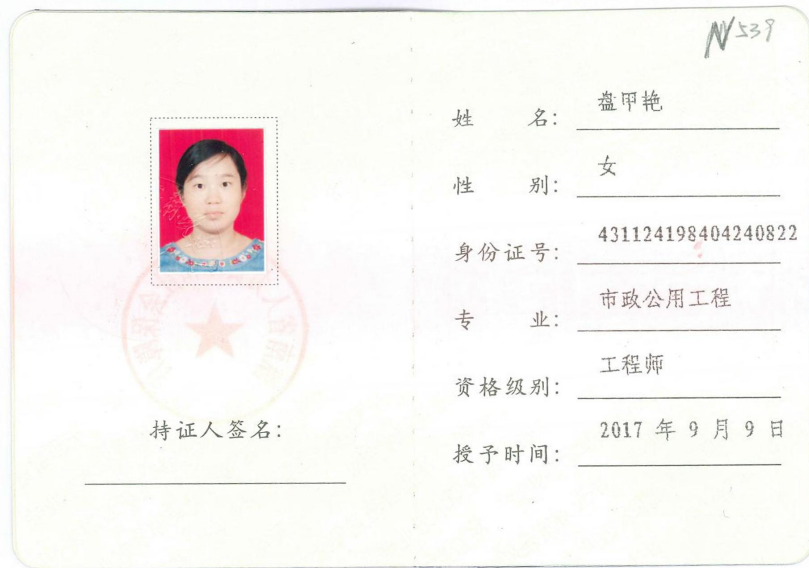 N 539
姓 名: 盘甲艳
性 别: 女
身份证号: 431124198404240822
专 业: 市政公用工程
资格级别: 工程师
授予时间: 2017 年 9 月 9 日
持证人签名: